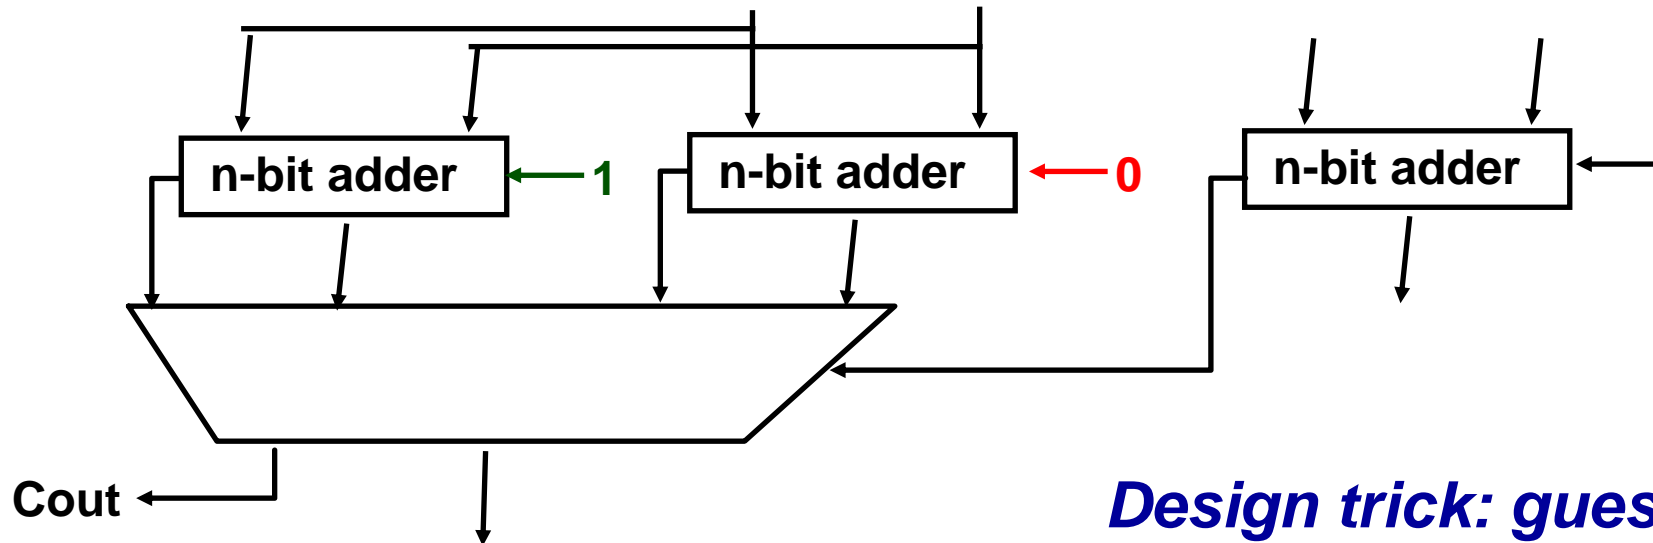 n-bit adder 1 n-bit adder 0 n-bit adder
Cout
Design trick: gues